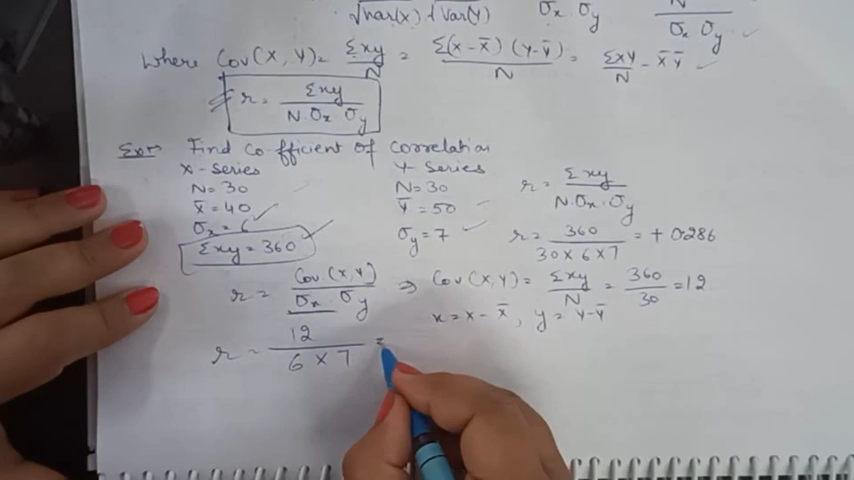 √Var(X) √Var(Y) σx . σy N σx σy
Where Cov(X, Y) = Σxy/N = Σ(X-X̄) (Y-Ȳ)/N = ΣXY/N - X̄ Ȳ
r = Σxy/N. σx. σy
Find Co-fficient of Correlation
X-Series Y-Series
N=30 N=30 r = Σxy/N. σx. σy
X̄=40 Ȳ=50
σx=6 σy=7 r = 360/30×6×7 = + 0.286
Σxy=360
r = Cov(X,Y)/σx σy ⇒ Cov(X,Y) = Σxy/N = 360/30 = 12
x = X-X̄, y = Y-Ȳ
r = 12/6×7 =